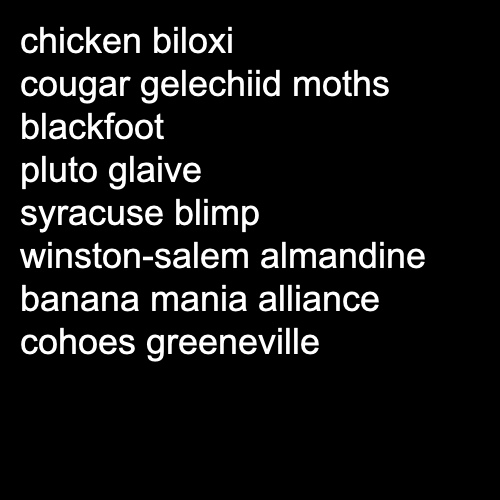 chicken biloxi
cougar gelechiid moths
blackfoot
pluto glaive
syracuse blimp
winston-salem almandine
banana mania alliance
cohoes greeneville